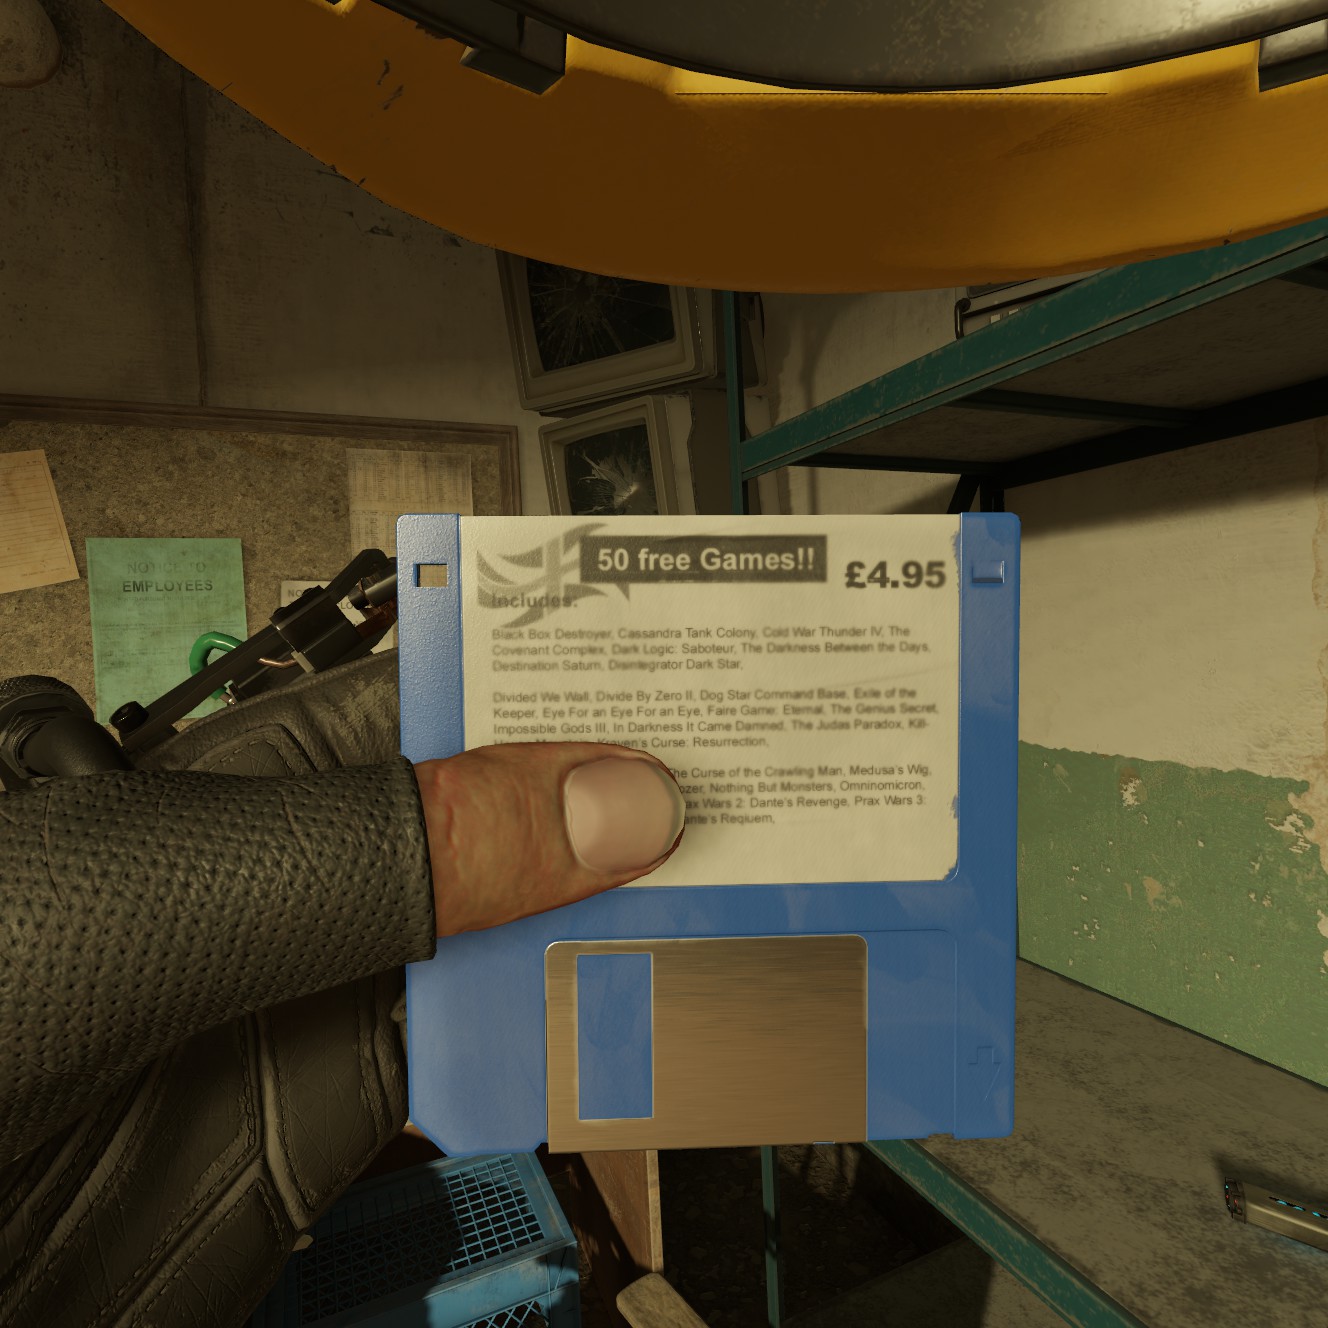 50 free Games!!
£4.95
Includes:
Black Box Destroyer, Cassandra Tank Colony, Cold War Thunder IV, The
Covenant Complex, Dark Logic: Saboteur, The Darkness Between the Days,
Destination Saturn, Disintegrator Dark Star,
Divided We Wall, Divide By Zero II, Dog Star Command Base, Exile of the
Keeper, Eye For an Eye For an Eye, Faire Game: Eternal, The Genius Secret,
Impossible Gods III, In Darkness It Came Damned, The Judas Paradox, Kill-
Kraven's Curse: Resurrection,
The Curse of the Crawling Man, Medusa's Wig,
ozer, Nothing But Monsters, Omninomicron,
ax Wars 2: Dante's Revenge, Prax Wars 3:
ante's Reqiuem,
NOTICE TO
EMPLOYEES